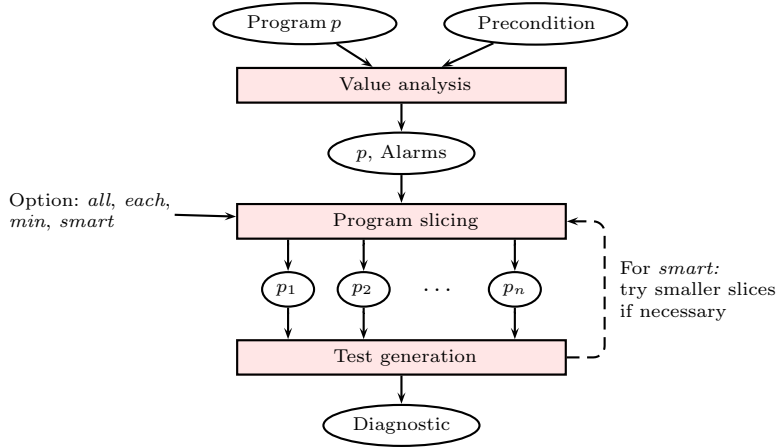 Program p
Precondition
Value analysis
p, Alarms
Option: all, each,
min, smart
Program slicing
p1
p2
...
pn
For smart:
try smaller slices
if necessary
Test generation
Diagnostic